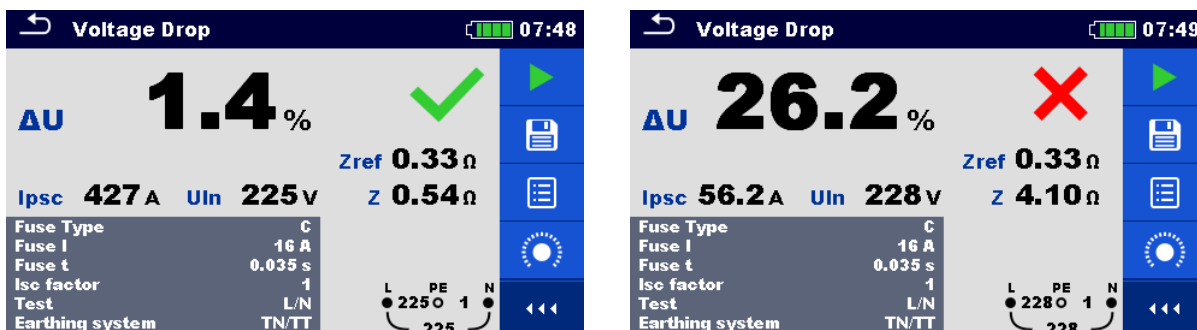 Voltage Drop 07:48
ΔU 1.4 %
Zref 0.33 Ω
Ipsc 427 A Uln 225 V Z 0.54 Ω
Fuse Type C
Fuse I 16 A
Fuse t 0.035 s
Isc factor 1
Test L/N
Earthing system TN/TT
L PE N
225 1
225
Voltage Drop 07:49
ΔU 26.2 %
Zref 0.33 Ω
Ipsc 56.2 A Uln 228 V Z 4.10 Ω
Fuse Type C
Fuse I 16 A
Fuse t 0.035 s
Isc factor 1
Test L/N
Earthing system TN/TT
L PE N
228 1
228